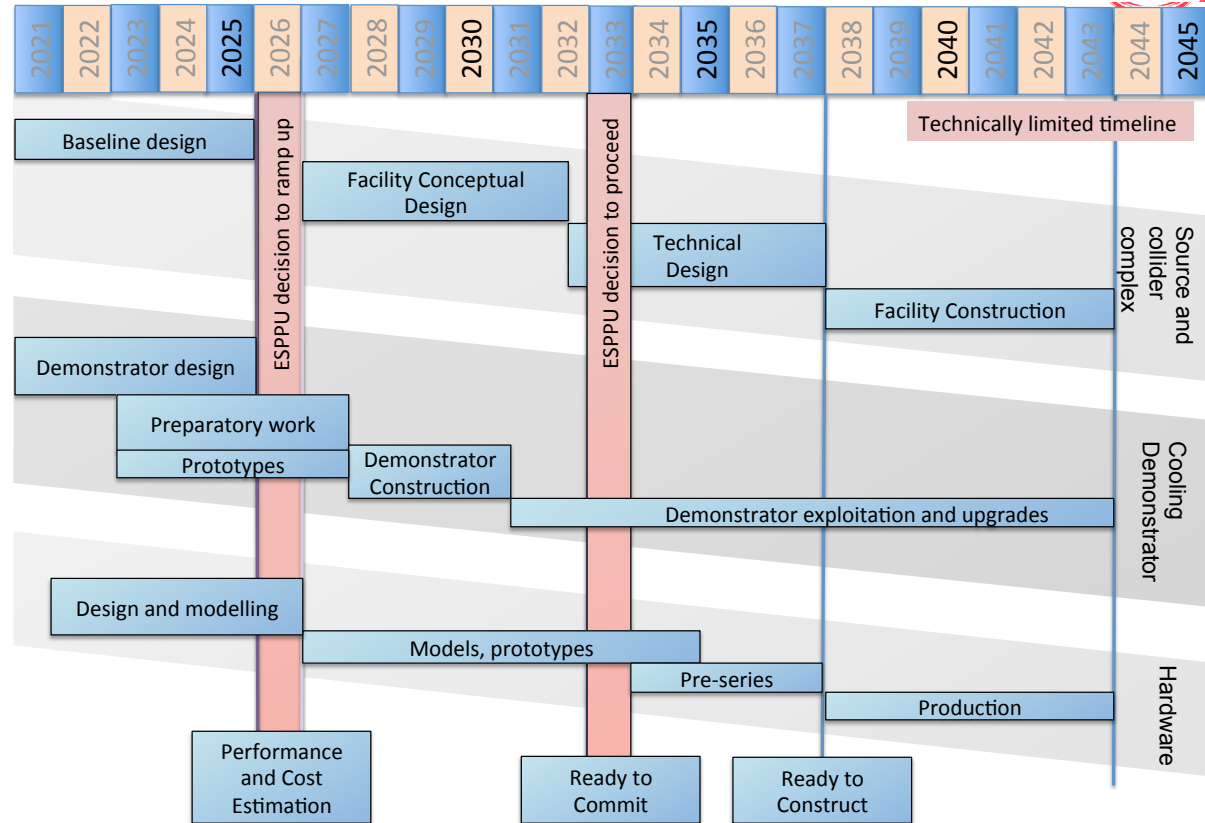 2021 2022 2023 2024 2025 2026 2027 2028 2029 2030 2031 2032 2033 2034 2035 2036 2037 2038 2039 2040 2041 2042 2043 2044 2045
Technically limited timeline
Baseline design
ESPPU decision to ramp up
Facility Conceptual
Design
ESPPU decision to proceed
Technical
Design
Facility Construction
Source and
collider
complex
Demonstrator design
Preparatory work
Prototypes
Demonstrator
Construction
Demonstrator exploitation and upgrades
Cooling
Demonstrator
Design and modelling
Models, prototypes
Pre-series
Production
Hardware
Performance
and Cost
Estimation
Ready to
Commit
Ready to
Construct